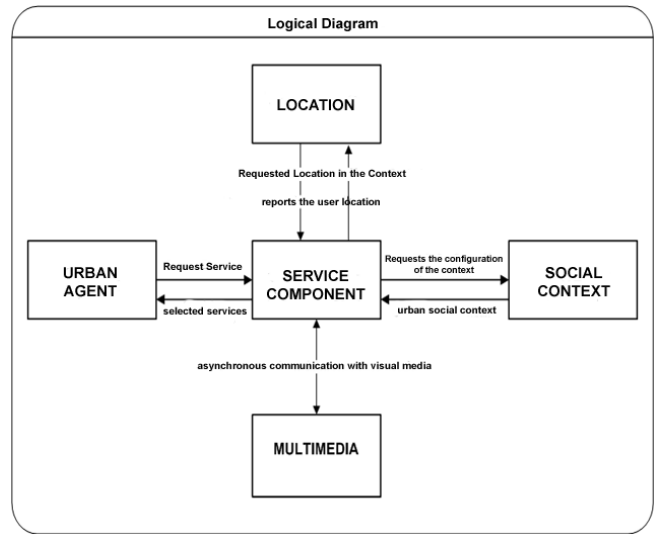 Logical Diagram
LOCATION
Requested Location in the Context
reports the user location
URBAN
AGENT
Request Service
selected services
SERVICE
COMPONENT
Requests the configuration
of the context
urban social context
SOCIAL
CONTEXT
asynchronous communication with visual media
MULTIMEDIA